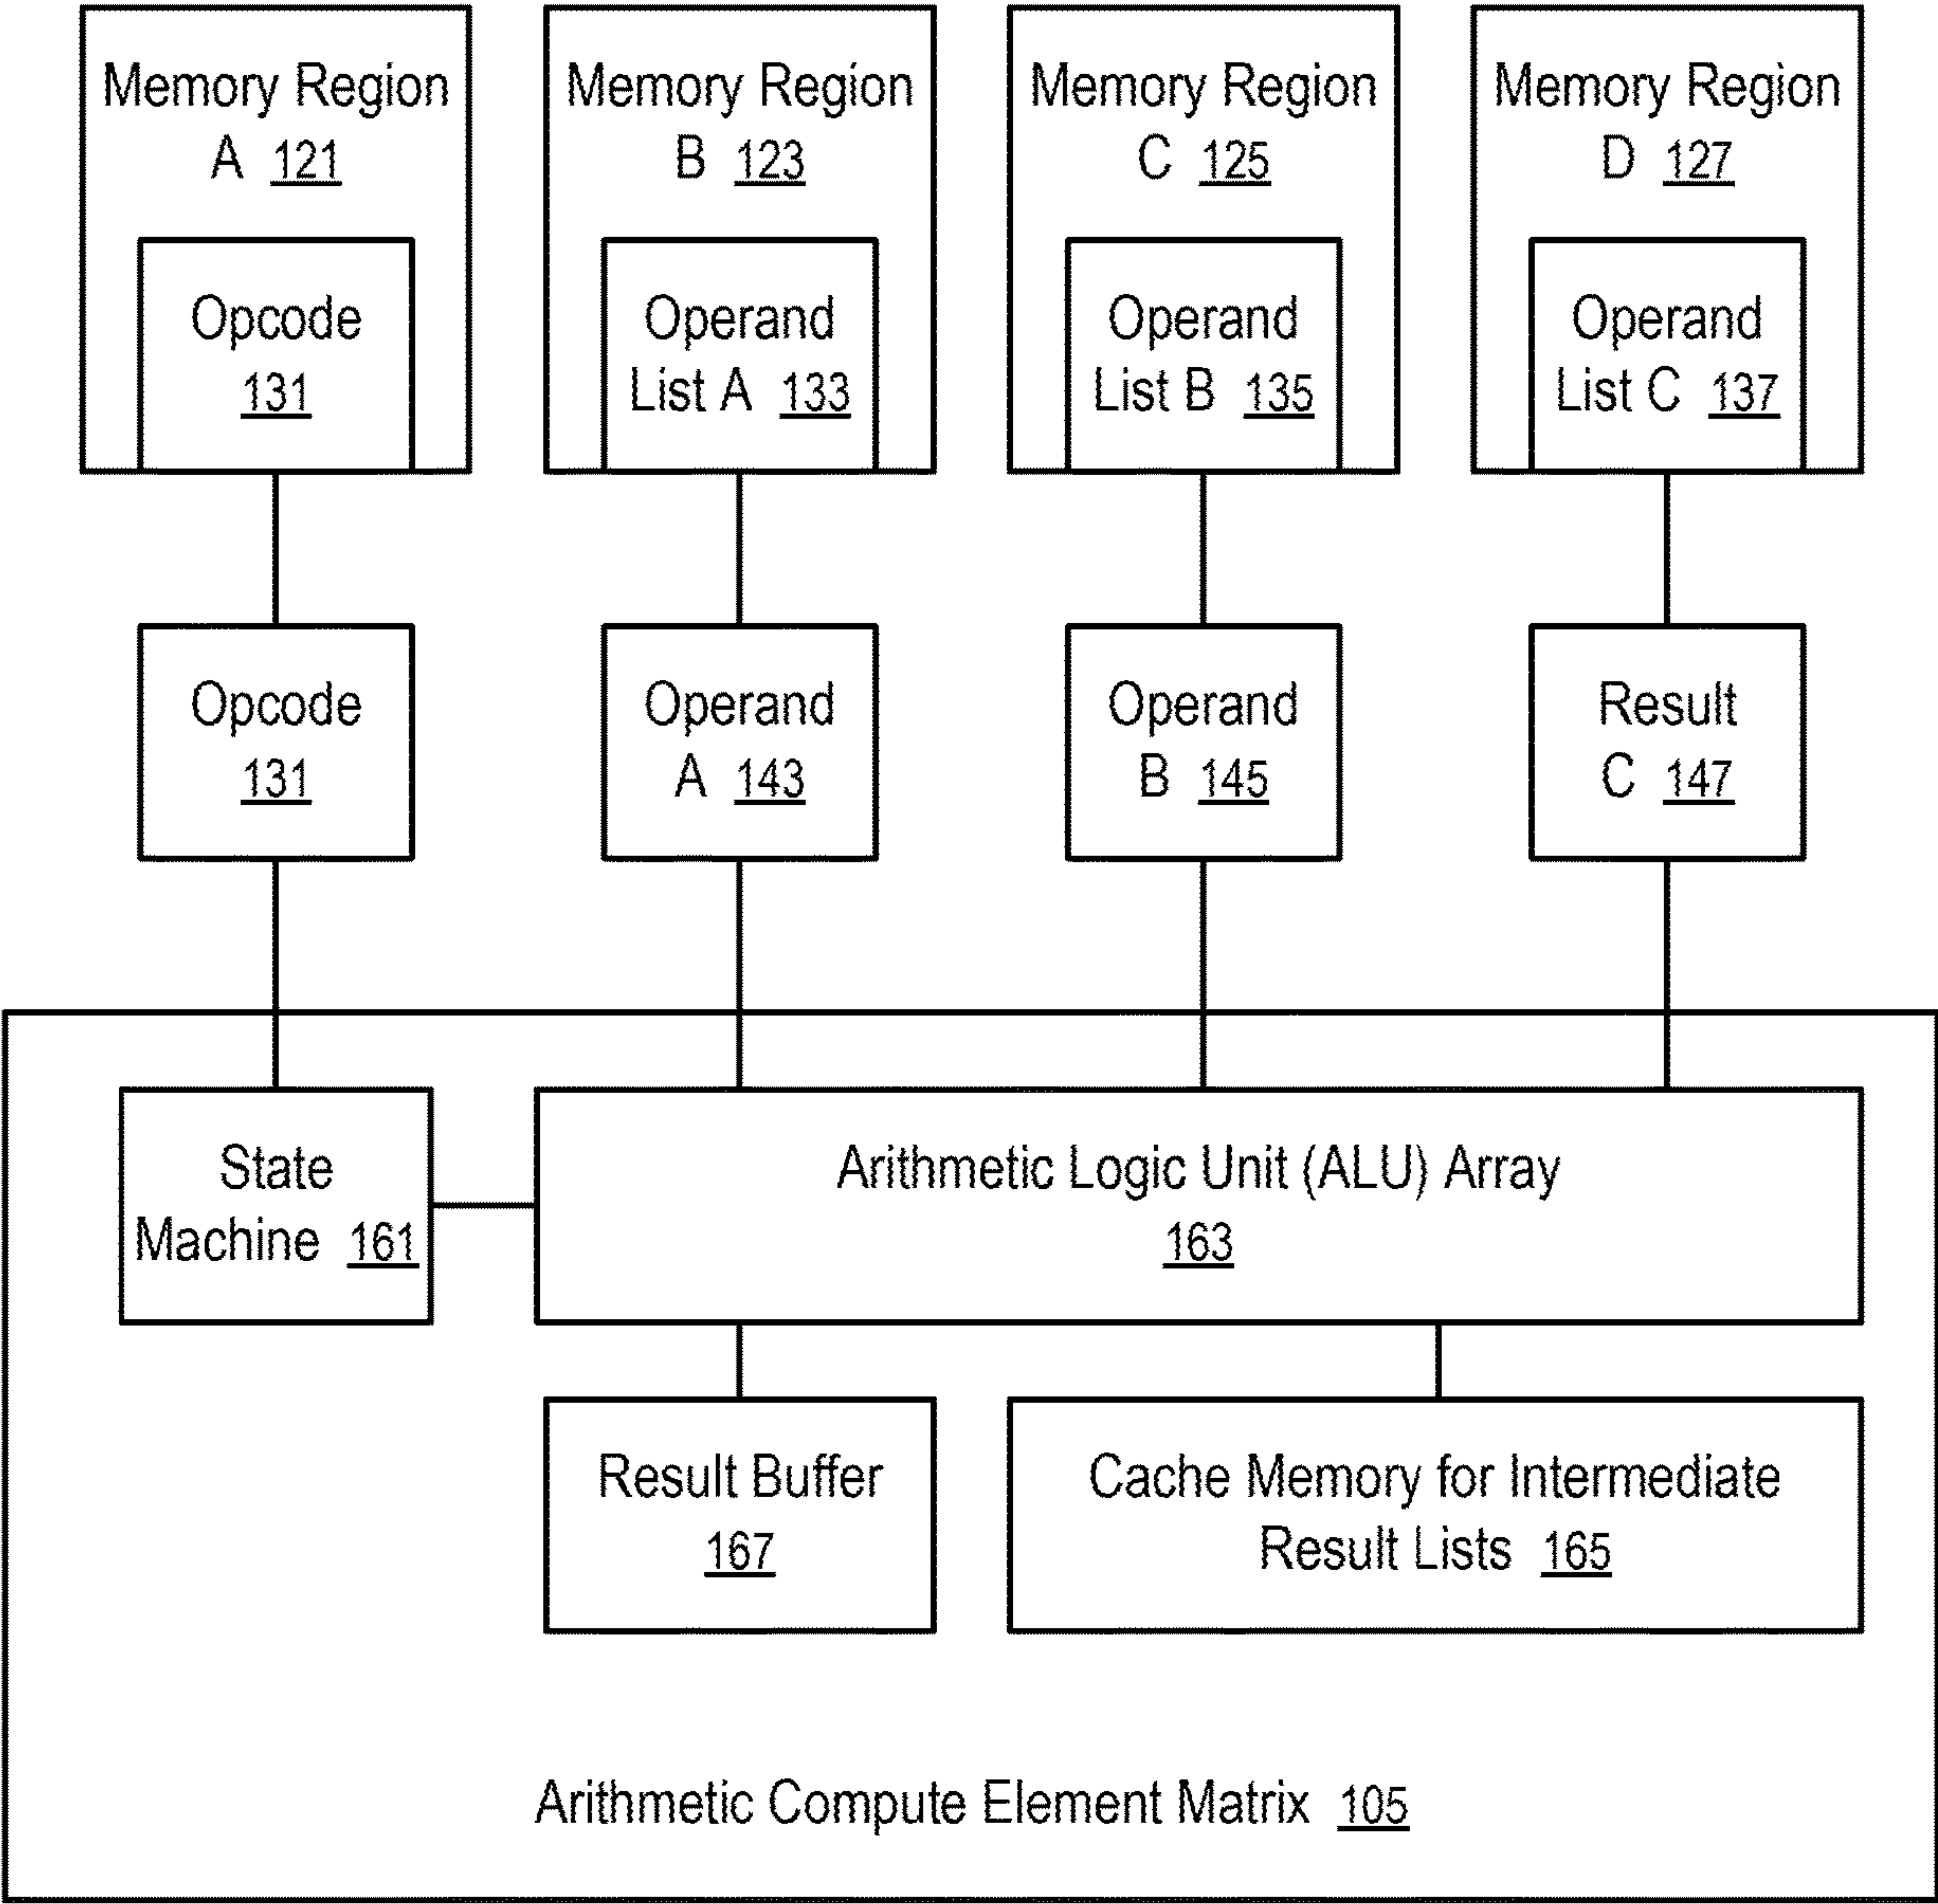 Memory Region
A 121
Memory Region
B 123
Memory Region
C 125
Memory Region
D 127
Opcode
131
Operand
List A 133
Operand
List B 135
Operand
List C 137
Opcode
131
Operand
A 143
Operand
B 145
Result
C 147
State
Machine 161
Arithmetic Logic Unit (ALU) Array
163
Result Buffer
167
Cache Memory for Intermediate
Result Lists 165
Arithmetic Compute Element Matrix 105